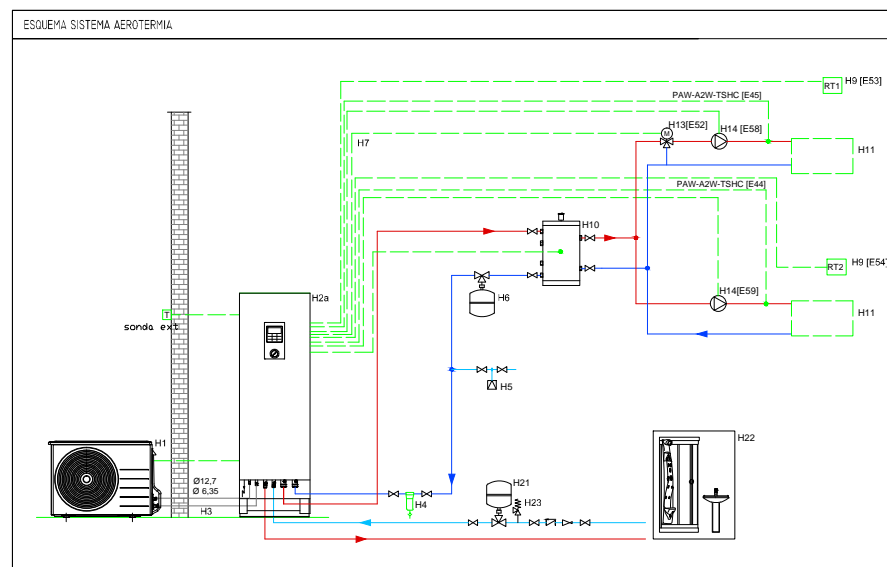 ESQUEMA SISTEMA AEROTERMIA
RT1
H9 [E53]
PAW-A2W-TSHC [E45]
H13[E52]
M
H14 [E58]
H7
H11
PAW-A2W-TSHC [E44]
H10
RT2
H9 [E54]
H2a
H6
H14[E59]
H11
T
sonda ext
H5
H1
H22
Ø12,7
Ø 6,35
H3
H4
H21
H23